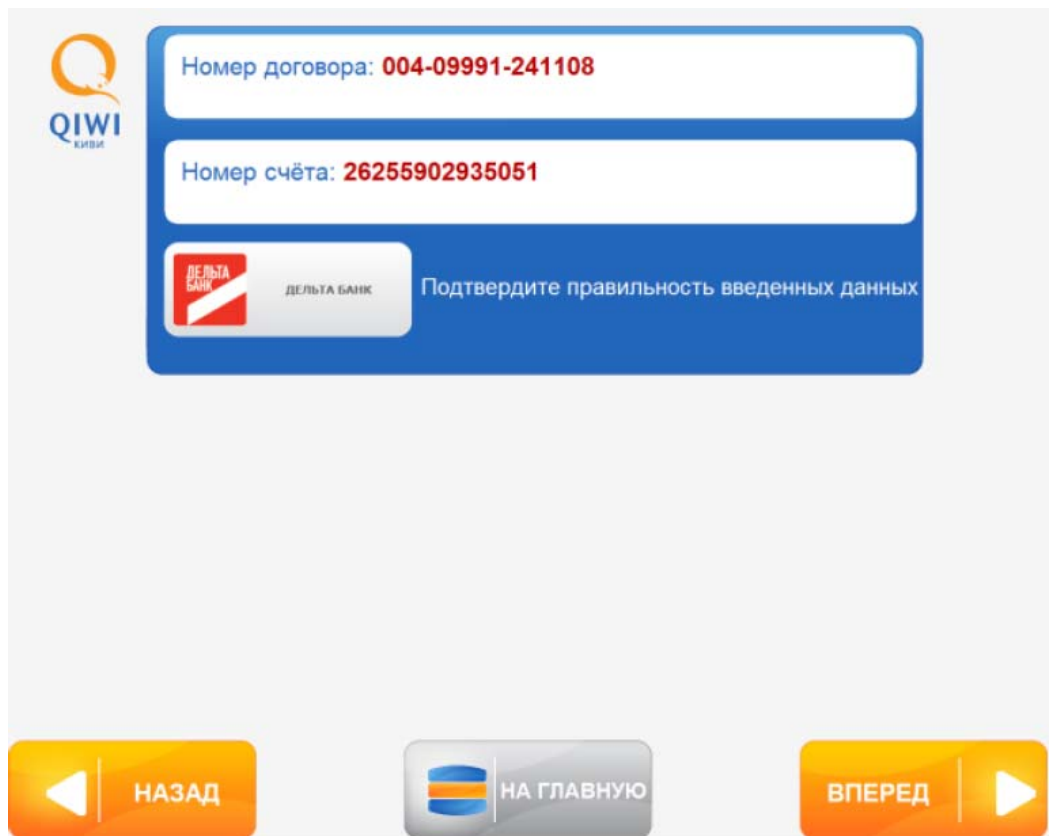 QIWI
киви
Номер договора: 004-09991-241108
Номер счёта: 26255902935051
ДЕЛЬТА
БАНК
ДЕЛЬТА БАНК
Подтвердите правильность введенных данных
НАЗАД
НА ГЛАВНУЮ
ВПЕРЕД